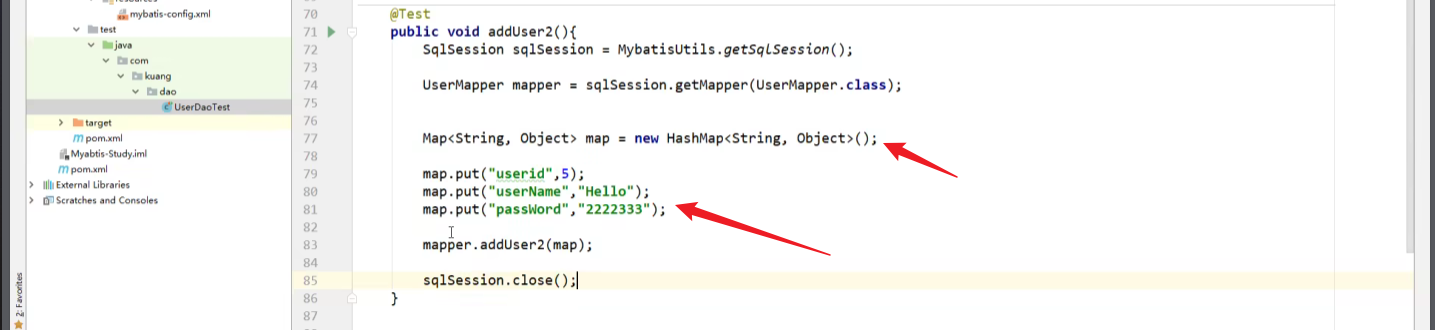 resources
mybatis-config.xml
test
java
com
kuang
dao
UserDaoTest
target
pom.xml
Myabtis-Study.iml
pom.xml
External Libraries
Scratches and Consoles
2: Favorites
70 @Test
71 public void addUser2(){
72 SqlSession sqlSession = MybatisUtils.getSqlSession();
73
74 UserMapper mapper = sqlSession.getMapper(UserMapper.class);
75
76
77 Map<String, Object> map = new HashMap<String, Object>();
78
79 map.put("userid",5);
80 map.put("userName","Hello");
81 map.put("passWord","2222333");
82
83 mapper.addUser2(map);
84
85 sqlSession.close();
86 }
87